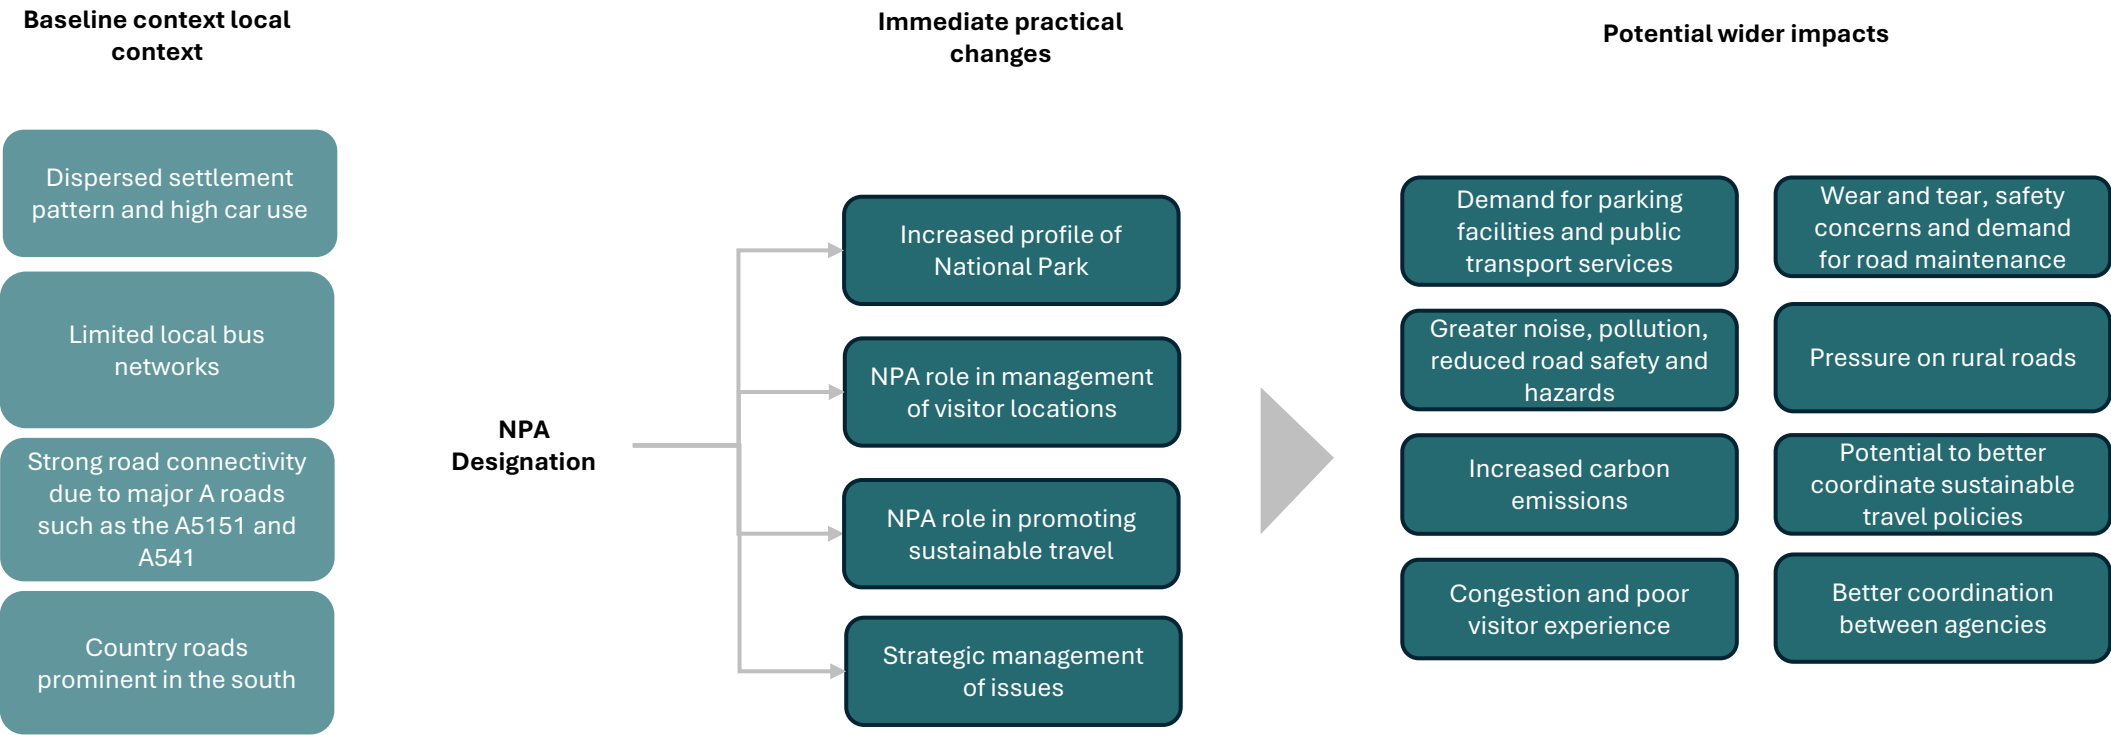 Baseline context local
context
Immediate practical
changes
Potential wider impacts
Dispersed settlement
pattern and high car use
Limited local bus
networks
Strong road connectivity
due to major A roads
such as the A5151 and
A541
Country roads
prominent in the south
NPA
Designation
Increased profile of
National Park
NPA role in management
of visitor locations
NPA role in promoting
sustainable travel
Strategic management
of issues
Demand for parking
facilities and public
transport services
Wear and tear, safety
concerns and demand
for road maintenance
Greater noise, pollution,
reduced road safety and
hazards
Pressure on rural roads
Increased carbon
emissions
Potential to better
coordinate sustainable
travel policies
Congestion and poor
visitor experience
Better coordination
between agencies